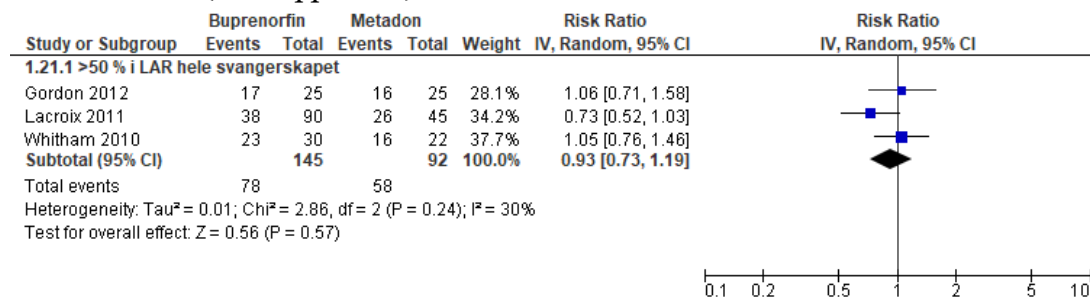 Buprenorfin Metadon Risk Ratio Risk Ratio
Study or Subgroup Events Total Events Total Weight IV, Random, 95% CI IV, Random, 95% CI
1.21.1 >50 % i LAR hele svangerskapet
Gordon 2012 17 25 16 25 28.1% 1.06 [0.71, 1.58]
Lacroix 2011 38 90 26 45 34.2% 0.73 [0.52, 1.03]
Whitham 2010 23 30 16 22 37.7% 1.05 [0.76, 1.46]
Subtotal (95% CI) 145 92 100.0% 0.93 [0.73, 1.19]
Total events 78 58
Heterogeneity: Tau² = 0.01; Chi² = 2.86, df = 2 (P = 0.24); I² = 30%
Test for overall effect: Z = 0.56 (P = 0.57)
0.1 0.2 0.5 1 2 5 10